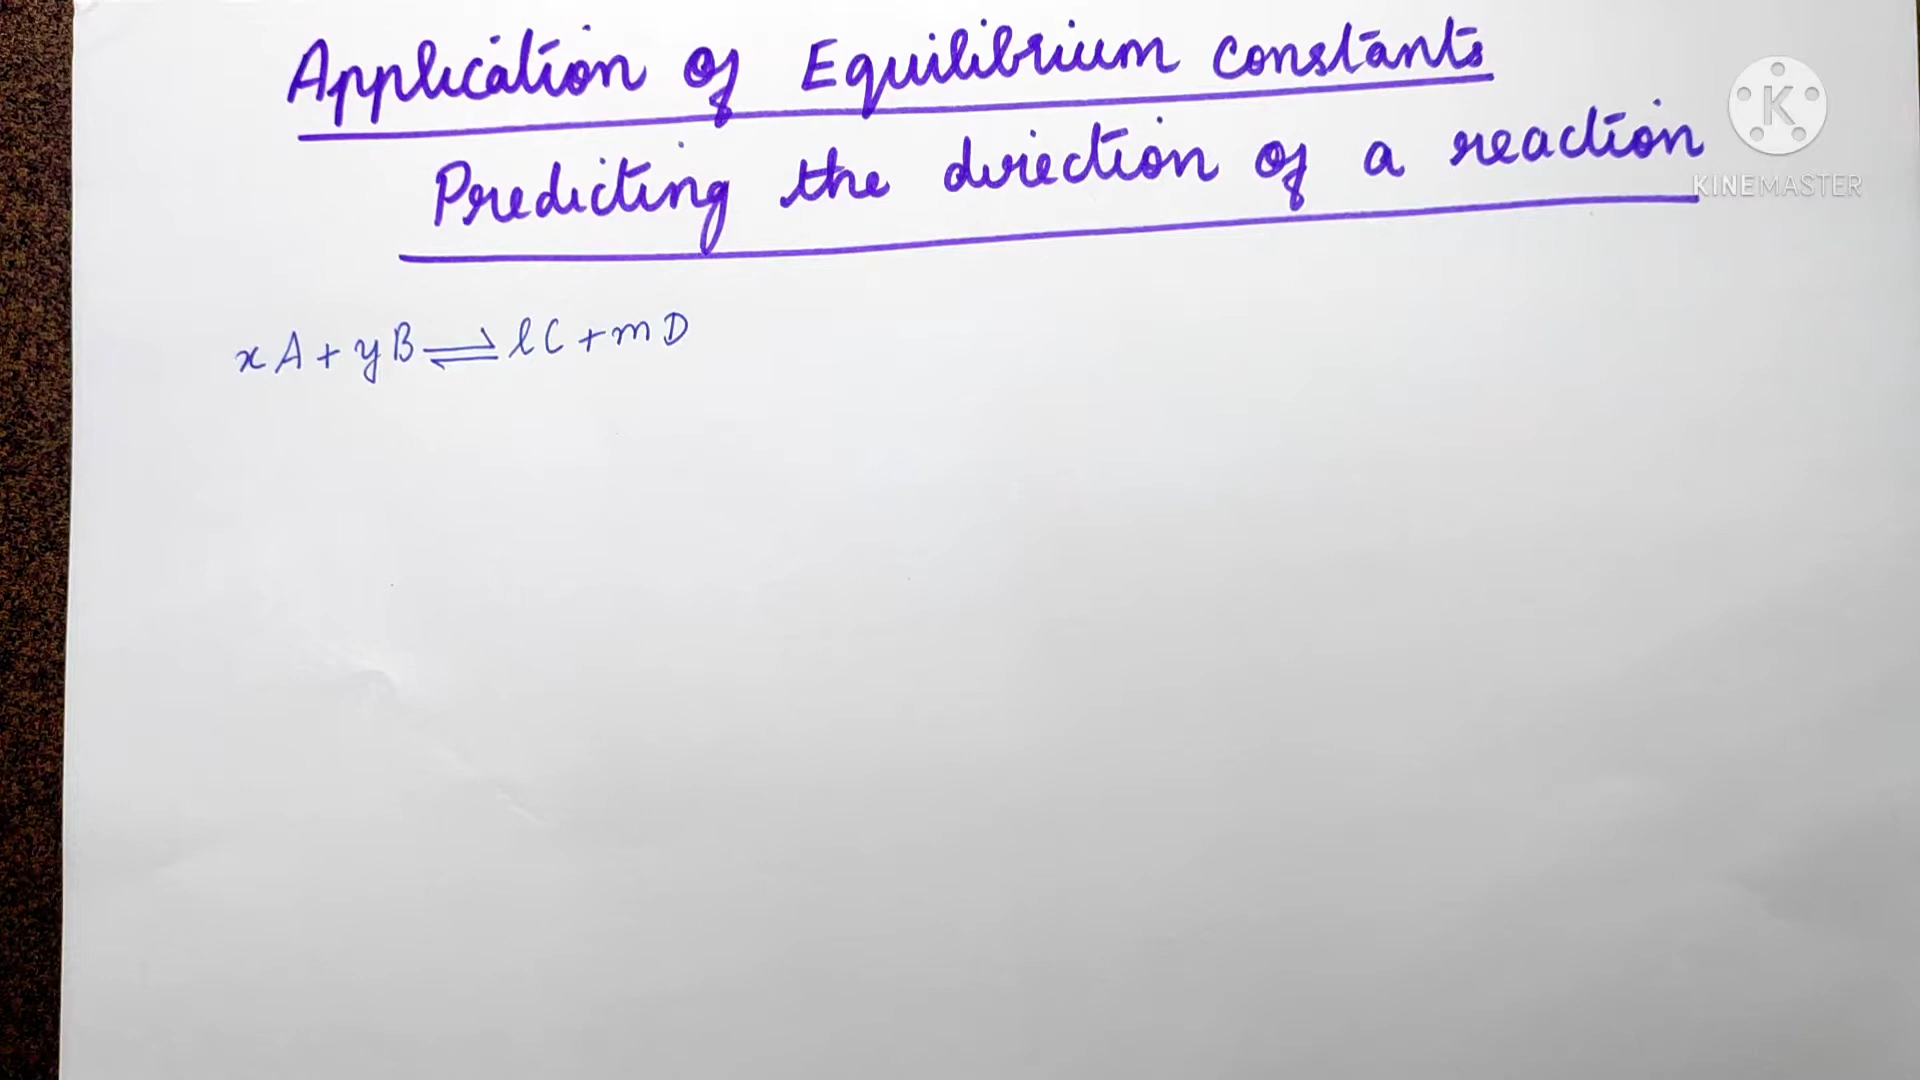 Application of Equilibrium constants
Predicting the direction of a reaction
K
KINEMASTER
xA + yB ⇌ lC + mD